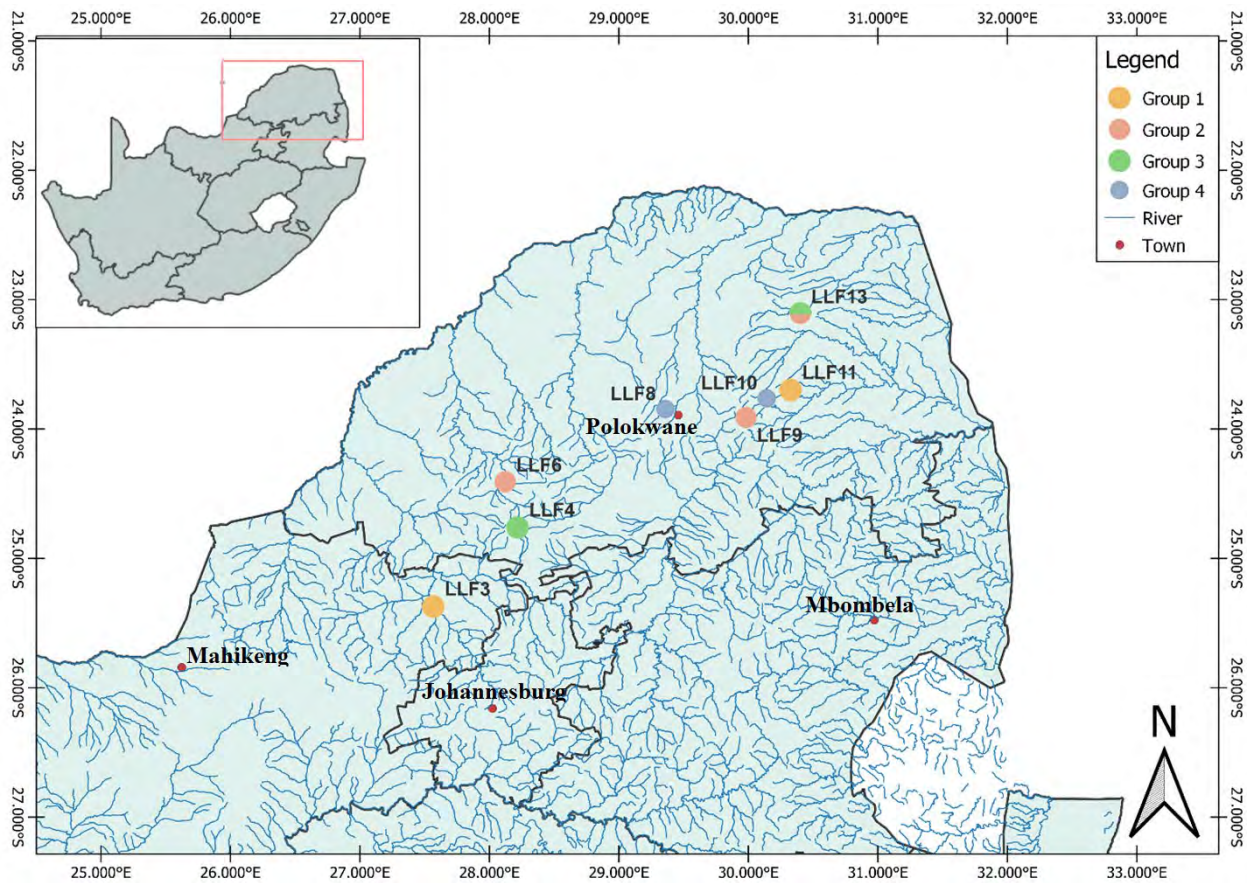 25.000°E 26.000°E 27.000°E 28.000°E 29.000°E 30.000°E 31.000°E 32.000°E 33.000°E
21.000°S
21.000°S
Legend
Group 1
Group 2
Group 3
Group 4
River
Town
22.000°S
22.000°S
23.000°S
23.000°S
LLF13
LLF11
LLF10
LLF8
24.000°S
24.000°S
Polokwane
LLF9
LLF6
LLF4
25.000°S
25.000°S
LLF3
Mbombela
Mahikeng
26.000°S
26.000°S
Johannesburg
N
27.000°S
27.000°S
25.000°E 26.000°E 27.000°E 28.000°E 29.000°E 30.000°E 31.000°E 32.000°E 33.000°E